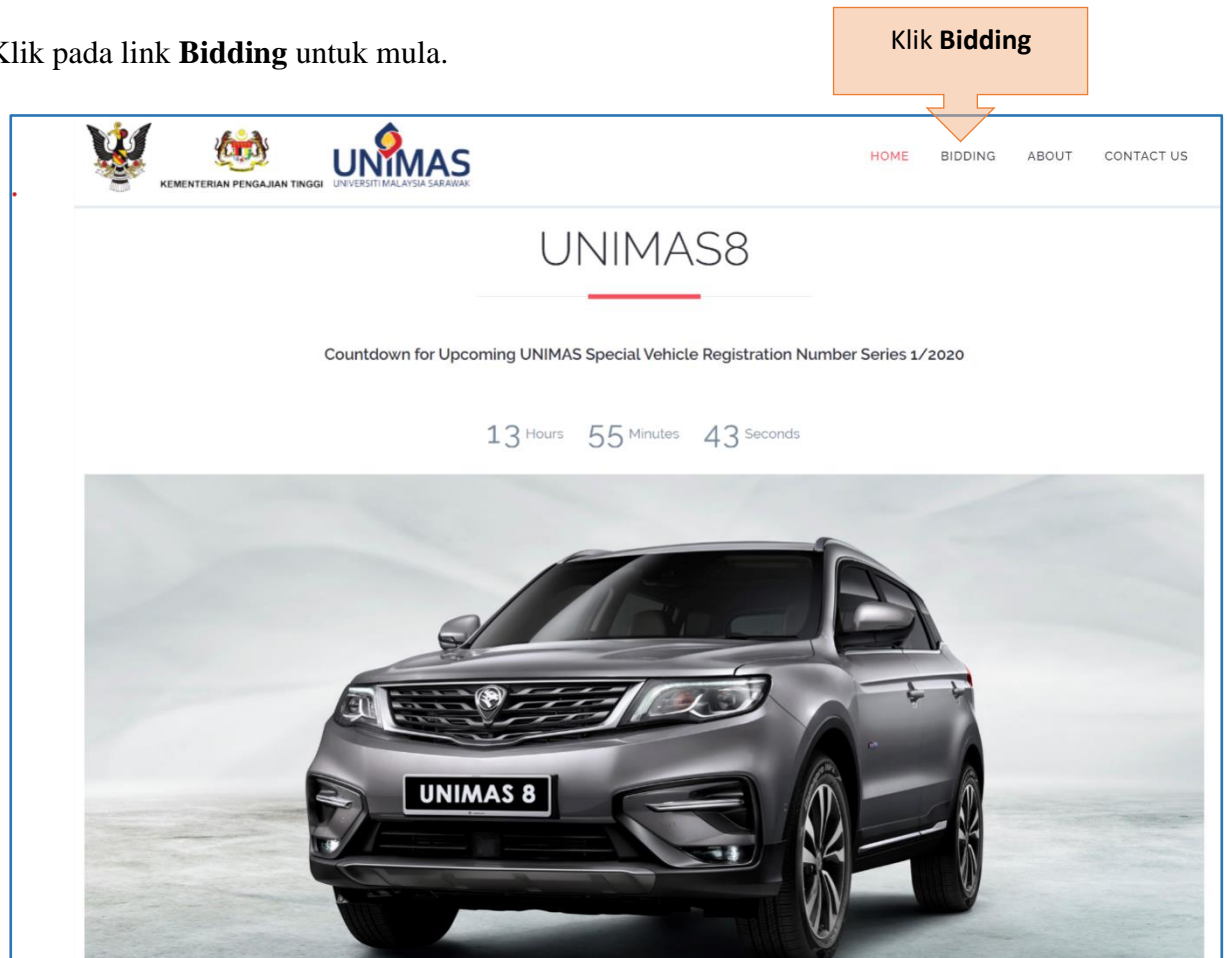 Klik Bidding
Klik pada link Bidding untuk mula.
KEMENTERIAN PENGAJIAN TINGGI
UNIMAS
UNIVERSITI MALAYSIA SARAWAK
HOME BIDDING ABOUT CONTACT US
UNIMAS8
Countdown for Upcoming UNIMAS Special Vehicle Registration Number Series 1/2020
13 Hours 55 Minutes 43 Seconds
UNIMAS 8